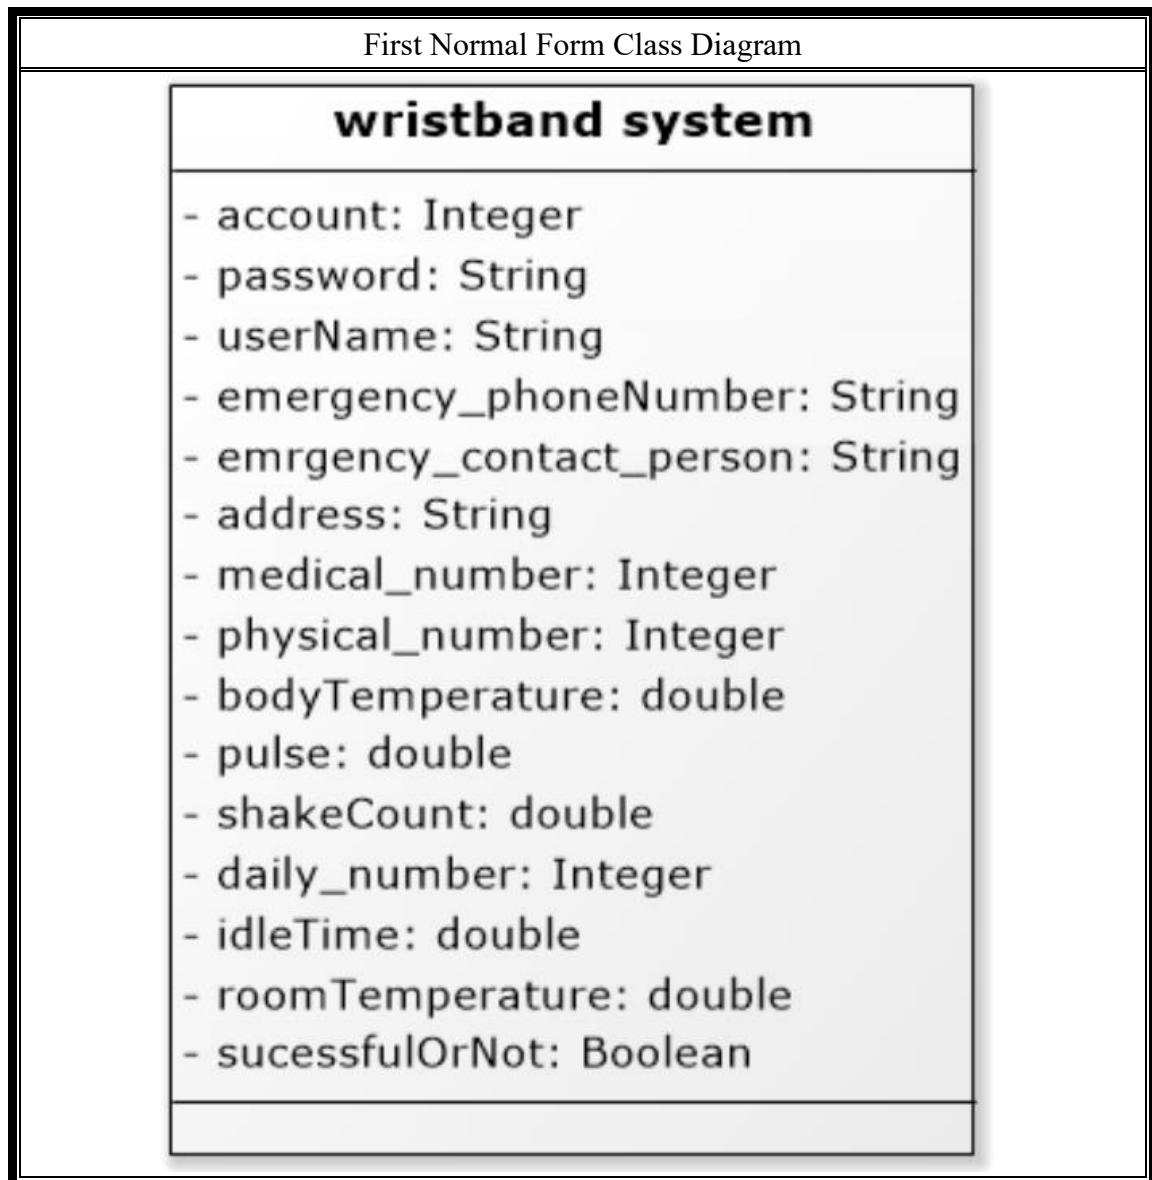 First Normal Form Class Diagram
wristband system
- account: Integer
- password: String
- userName: String
- emergency_phoneNumber: String
- emrgency_contact_person: String
- address: String
- medical_number: Integer
- physical_number: Integer
- bodyTemperature: double
- pulse: double
- shakeCount: double
- daily_number: Integer
- idleTime: double
- roomTemperature: double
- sucessfulOrNot: Boolean